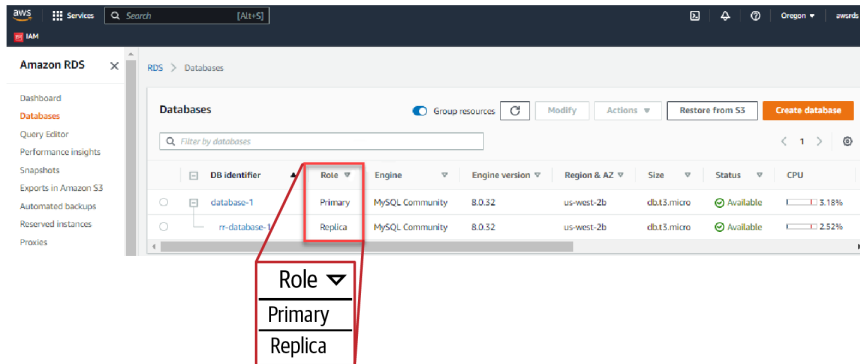 aws Services Search [Alt+S] Oregon ▼ awsrds
IAM
Amazon RDS
RDS > Databases
Dashboard
Databases
Query Editor
Performance insights
Snapshots
Exports in Amazon S3
Automated backups
Reserved instances
Proxies
Databases Group resources Modify Actions ▼ Restore from S3 Create database
Filter by databases < 1 >
DB identifier ▲ Role ▽ Engine ▽ Engine version ▽ Region & AZ ▽ Size ▽ Status ▽ CPU
database-1 Primary MySQL Community 8.0.32 us-west-2b db.t3.micro Available 3.18%
rr-database-1 Replica MySQL Community 8.0.32 us-west-2b db.t3.micro Available 2.52%
Role ▽
Primary
Replica